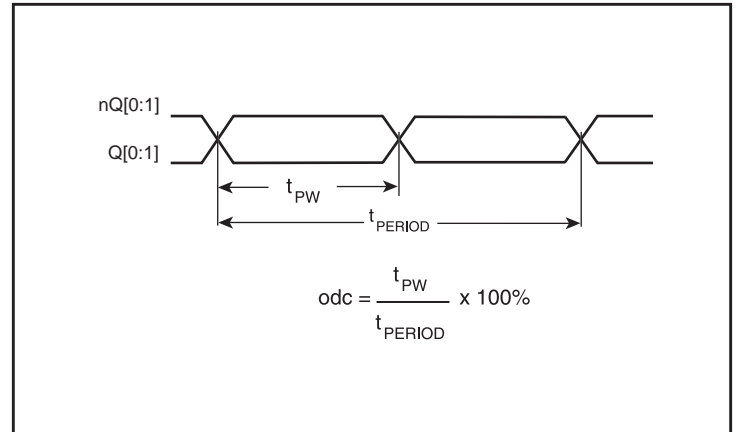 nQ[0:1]
Q[0:1]
tPW
tPERIOD
odc = tPW / tPERIOD x 100%